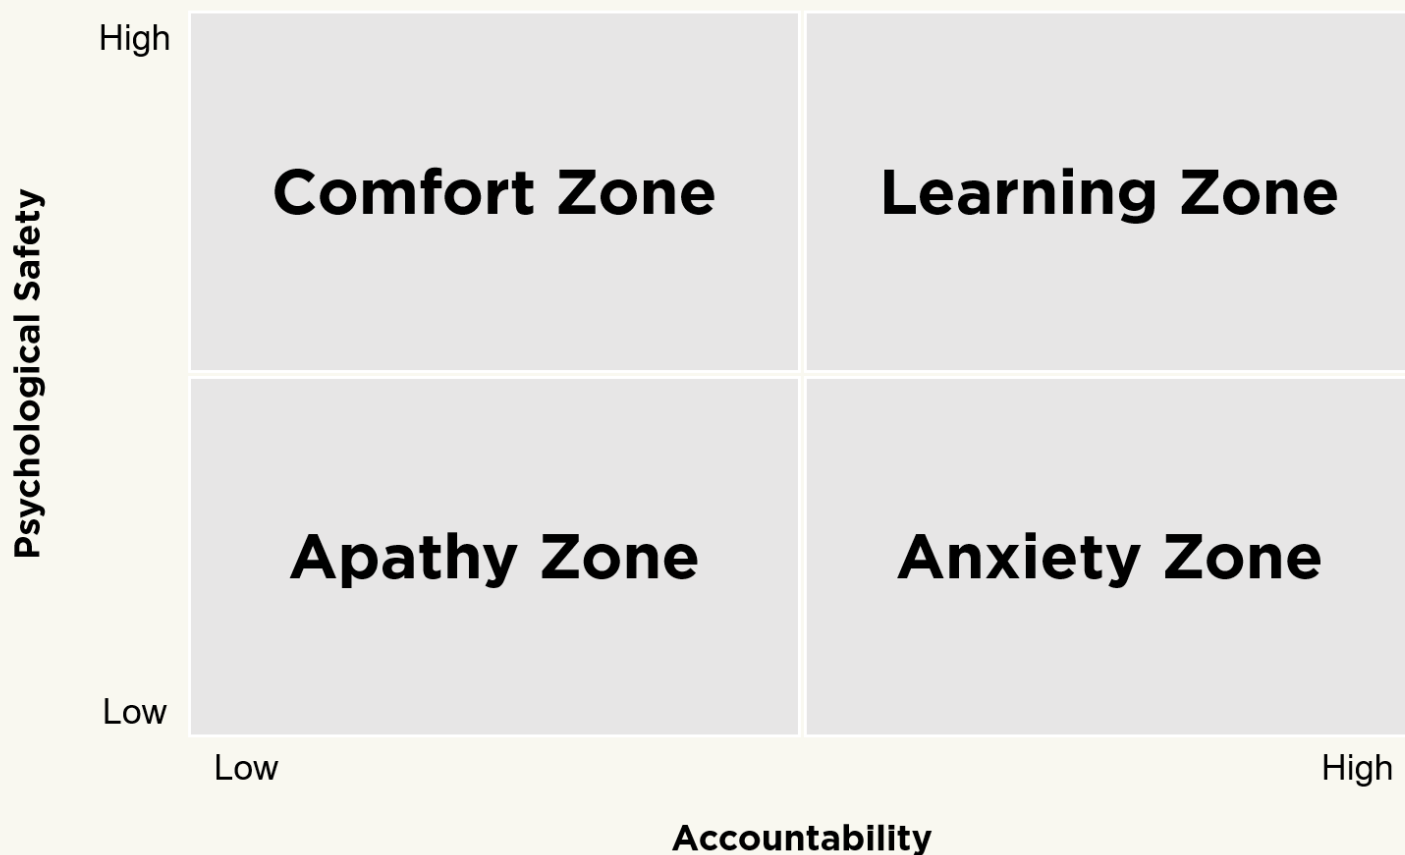 High
Comfort Zone
Learning Zone
Psychological Safety
Apathy Zone
Anxiety Zone
Low
Low
High
Accountability